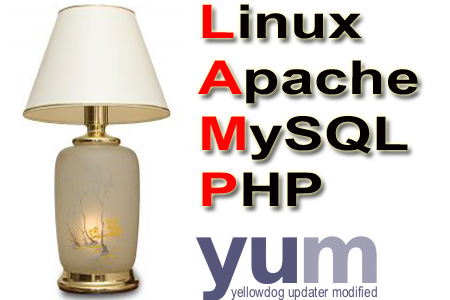 Linux
Apache
MySQL
PHP
yum
yellowdog updater modified